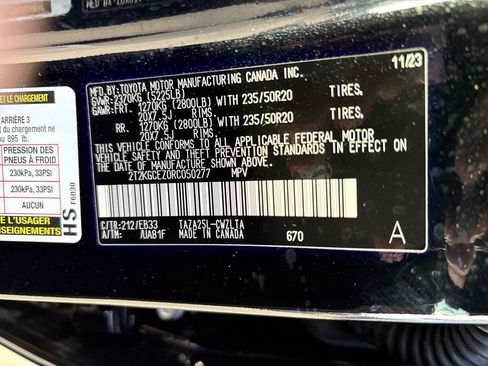 MFD.BY:TOYOTA MOTOR MANUFACTURING CANADA INC. 11/23
GVWR:2370KG (5225LB)
GAWR:FRT. 1270KG (2800LB) WITH 235/50R20 TIRES,
20X7.5J RIMS,
RR. 1270KG (2800LB) WITH 235/50R20 TIRES,
20X7.5J RIMS,
THIS VEHICLE CONFORMS TO ALL APPLICABLE FEDERAL MOTOR
VEHICLE SAFETY AND THEFT PREVENTION STANDARDS IN EFFECT ON
THE DATE OF MANUFACTURE SHOWN ABOVE.
2T2KGCEZ0RC050277 MPV
C/TR:212/EB33 TAZA25L-CWZLTA
A/TM: /UA81F MADE IN CANADA 670 A
ET LE CHARGEMENT
ARRIÈRE 3
t du chargement ne
ou 895 lb.
PRESSION DES
PNEUS À FROID
230kPa, 33PSI
230kPa, 33PSI
AUCUN
L'USAGER
NSEIGNEMENTS
HS F6030